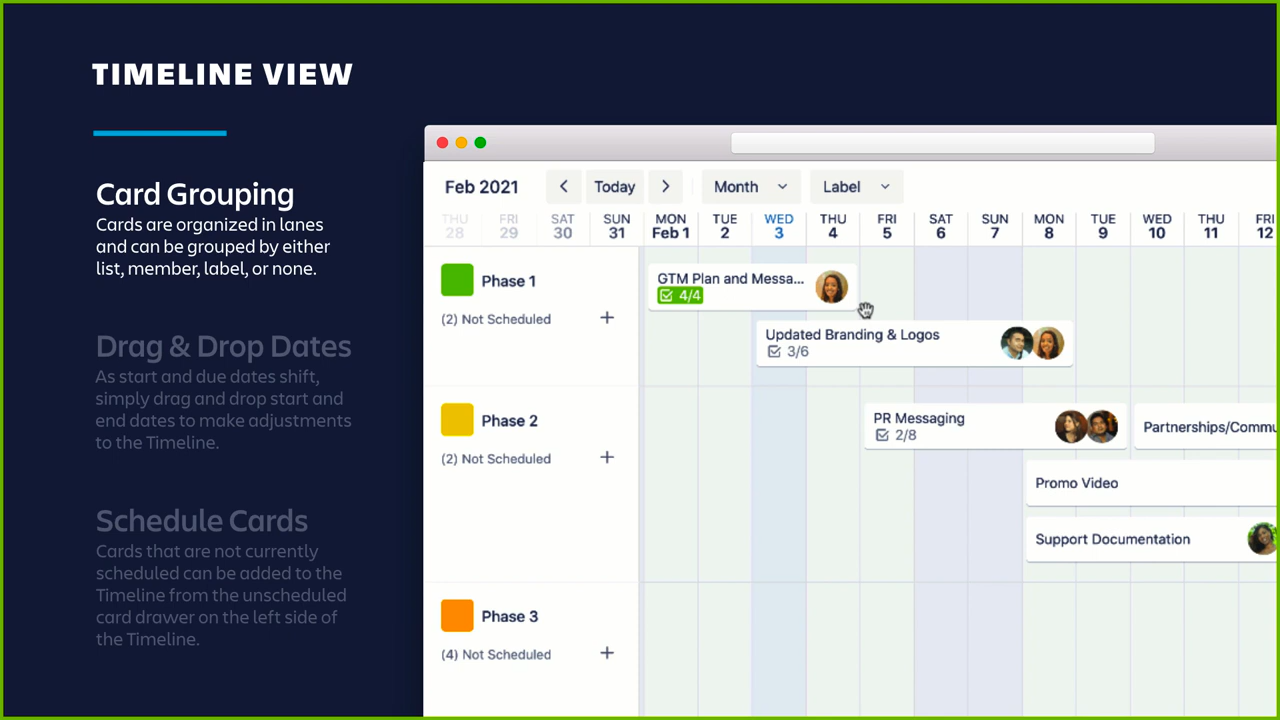 TIMELINE VIEW
Card Grouping
Cards are organized in lanes
and can be grouped by either
list, member, label, or none.
Drag & Drop Dates
As start and due dates shift,
simply drag and drop start and
end dates to make adjustments
to the Timeline.
Schedule Cards
Cards that are not currently
scheduled can be added to the
Timeline from the unscheduled
card drawer on the left side of
the Timeline.
Feb 2021 Today Month Label
THU FRI SAT SUN MON TUE WED THU FRI SAT SUN MON TUE WED THU FRI
28 29 30 31 Feb 1 2 3 4 5 6 7 8 9 10 11 12
Phase 1
(2) Not Scheduled +
GTM Plan and Messa...
4/4
Updated Branding & Logos
3/6
Phase 2
(2) Not Scheduled +
PR Messaging
2/8
Partnerships/Commu
Promo Video
Support Documentation
Phase 3
(4) Not Scheduled +